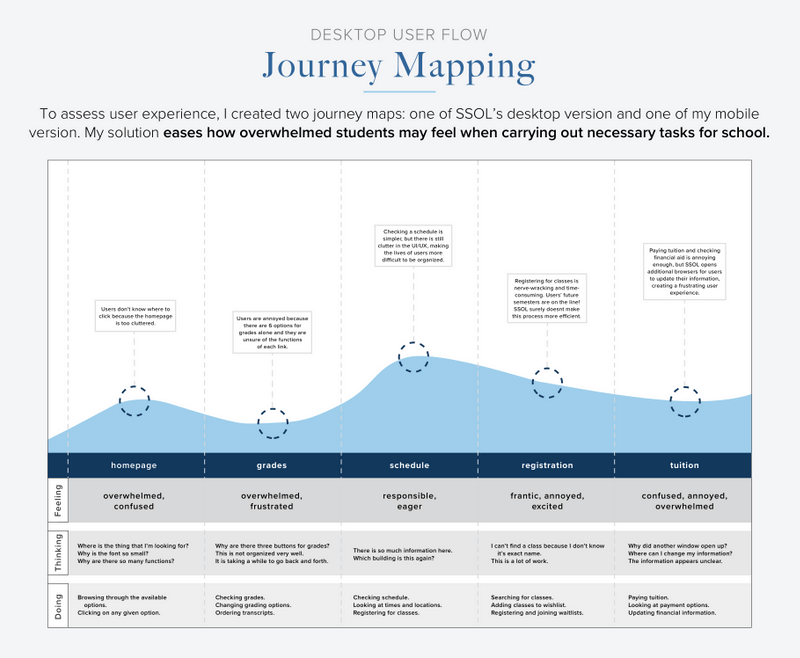 DESKTOP USER FLOW
Journey Mapping
To assess user experience, I created two journey maps: one of SSOL's desktop version and one of my mobile
version. My solution eases how overwhelmed students may feel when carrying out necessary tasks for school.
Users don't know where to
click because the homepage
is too cluttered.
Users are annoyed because
there are 6 options for
grades alone and they are
unsure of the functions
of each link.
Checking a schedule is
simpler, but there is still
clutter in the UI/UX, making
the lives of users more
difficult to be organized.
Registering for classes is
nerve-wracking and time-
consuming. Users' future
semesters are on the line!
SSOL surely doesnt make
this process more efficient.
Paying tuition and checking
financial aid is annoying
enough, but SSOL opens
additional browsers for users
to update their information,
creating a frustrating user
experience.
homepage
grades
schedule
registration
tuition
Feeling
overwhelmed,
confused
overwhelmed,
frustrated
responsible,
eager
frantic, annoyed,
excited
confused, annoyed,
overwhelmed
Thinking
Where is the thing that I'm looking for?
Why is the font so small?
Why are there so many functions?
Why are there three buttons for grades?
This is not organized very well.
It is taking a while to go back and forth.
There is so much information here.
Which building is this again?
I can't find a class because I don't know
it's exact name.
This is a lot of work.
Why did another window open up?
Where can I change my information?
The information appears unclear.
Doing
Browsing through the available
options.
Clicking on any given option.
Checking grades.
Changing grading options.
Ordering transcripts.
Checking schedule.
Looking at times and locations.
Registering for classes.
Searching for classes.
Adding classes to wishlist.
Registering and joining waitlists.
Paying tuition.
Looking at payment options.
Updating financial information.